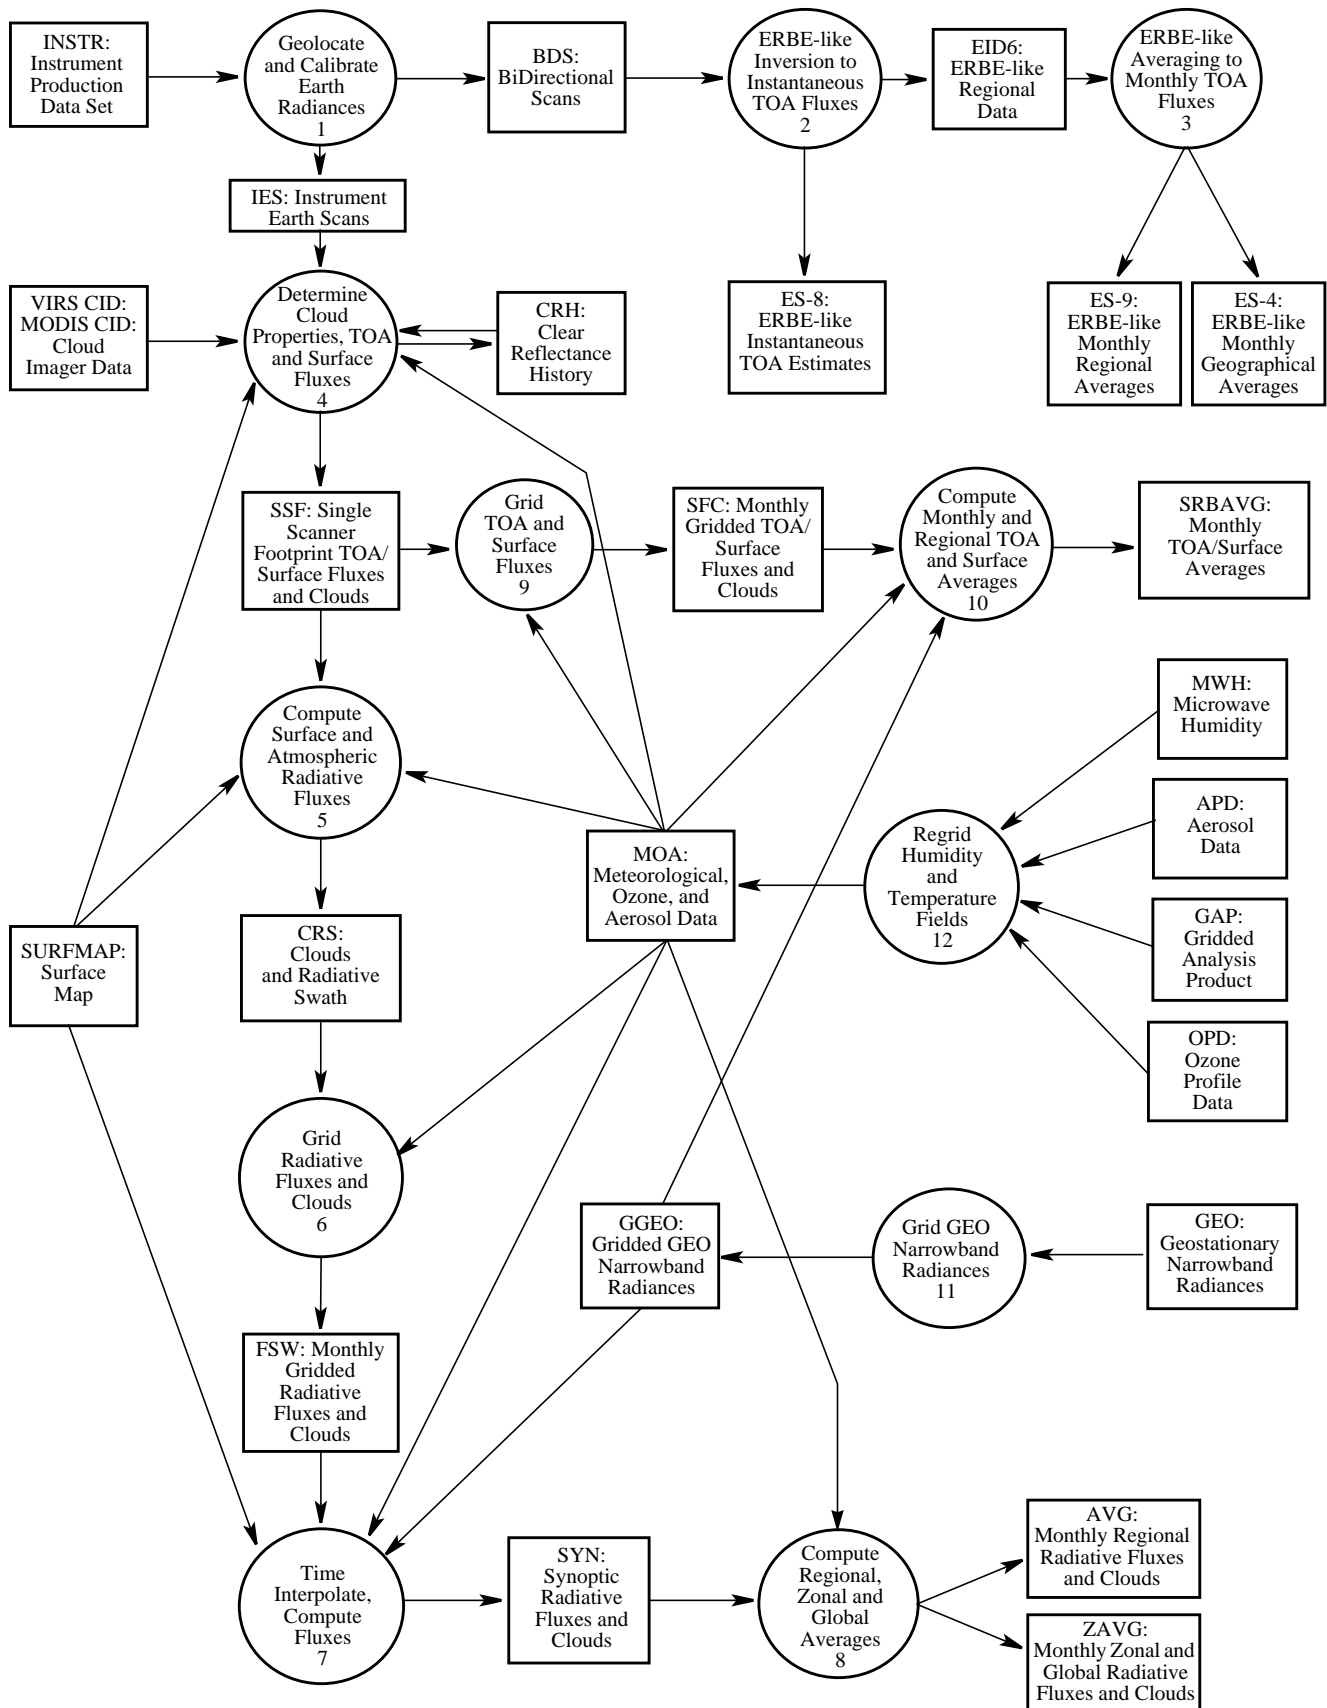 INSTR:
Instrument
Production
Data Set
Geolocate
and Calibrate
Earth
Radiances
1
BDS:
BiDirectional
Scans
ERBE-like
Inversion to
Instantaneous
TOA Fluxes
2
EID6:
ERBE-like
Regional
Data
ERBE-like
Averaging to
Monthly TOA
Fluxes
3
IES: Instrument
Earth Scans
VIRS CID:
MODIS CID:
Cloud
Imager Data
Determine
Cloud
Properties, TOA
and Surface
Fluxes
4
CRH:
Clear
Reflectance
History
ES-8:
ERBE-like
Instantaneous
TOA Estimates
ES-9:
ERBE-like
Monthly
Regional
Averages
ES-4:
ERBE-like
Monthly
Geographical
Averages
SSF: Single
Scanner
Footprint TOA/
Surface Fluxes
and Clouds
Grid
TOA and
Surface
Fluxes
9
SFC: Monthly
Gridded TOA/
Surface
Fluxes and
Clouds
Compute
Monthly and
Regional TOA
and Surface
Averages
10
SRBAVG:
Monthly
TOA/Surface
Averages
Compute
Surface and
Atmospheric
Radiative
Fluxes
5
MWH:
Microwave
Humidity
APD:
Aerosol
Data
MOA:
Meteorological,
Ozone, and
Aerosol Data
Regrid
Humidity
and
Temperature
Fields
12
GAP:
Gridded
Analysis
Product
SURFMAP:
Surface
Map
CRS:
Clouds
and Radiative
Swath
OPD:
Ozone
Profile
Data
Grid
Radiative
Fluxes and
Clouds
6
GGEO:
Gridded GEO
Narrowband
Radiances
Grid GEO
Narrowband
Radiances
11
GEO:
Geostationary
Narrowband
Radiances
FSW: Monthly
Gridded
Radiative
Fluxes and
Clouds
Time
Interpolate,
Compute
Fluxes
7
SYN:
Synoptic
Radiative
Fluxes and
Clouds
Compute
Regional,
Zonal and
Global
Averages
8
AVG:
Monthly Regional
Radiative Fluxes
and Clouds
ZAVG:
Monthly Zonal and
Global Radiative
Fluxes and Clouds